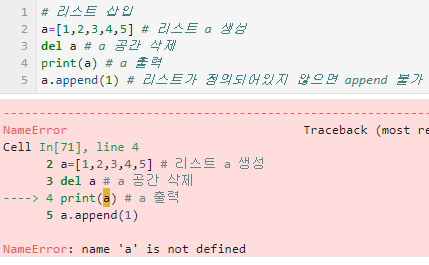 1 # 리스트 삽입
2 a=[1,2,3,4,5] # 리스트 a 생성
3 del a # a 공간 삭제
4 print(a) # a 출력
5 a.append(1) # 리스트가 정의되어있지 않으면 append 불가
---------------------------------------------------------------------------
NameError Traceback (most re
Cell In[71], line 4
2 a=[1,2,3,4,5] # 리스트 a 생성
3 del a # a 공간 삭제
----> 4 print(a) # a 출력
5 a.append(1)
NameError: name 'a' is not defined